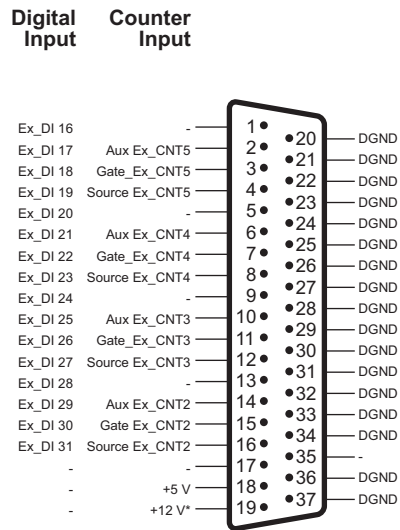 Digital Counter
Input Input
Ex_DI 16 - 1 20 DGND
Ex_DI 17 Aux Ex_CNT5 2 21 DGND
Ex_DI 18 Gate_Ex_CNT5 3 22 DGND
Ex_DI 19 Source Ex_CNT5 4 23 DGND
Ex_DI 20 - 5 24 DGND
Ex_DI 21 Aux Ex_CNT4 6 25 DGND
Ex_DI 22 Gate_Ex_CNT4 7 26 DGND
Ex_DI 23 Source Ex_CNT4 8 27 DGND
Ex_DI 24 - 9 28 DGND
Ex_DI 25 Aux Ex_CNT3 10 29 DGND
Ex_DI 26 Gate_Ex_CNT3 11 30 DGND
Ex_DI 27 Source Ex_CNT3 12 31 DGND
Ex_DI 28 - 13 32 DGND
Ex_DI 29 Aux Ex_CNT2 14 33 DGND
Ex_DI 30 Gate Ex_CNT2 15 34 DGND
Ex_DI 31 Source Ex_CNT2 16 35 -
- - 17 36 DGND
- +5 V 18 37 DGND
- +12 V* 19